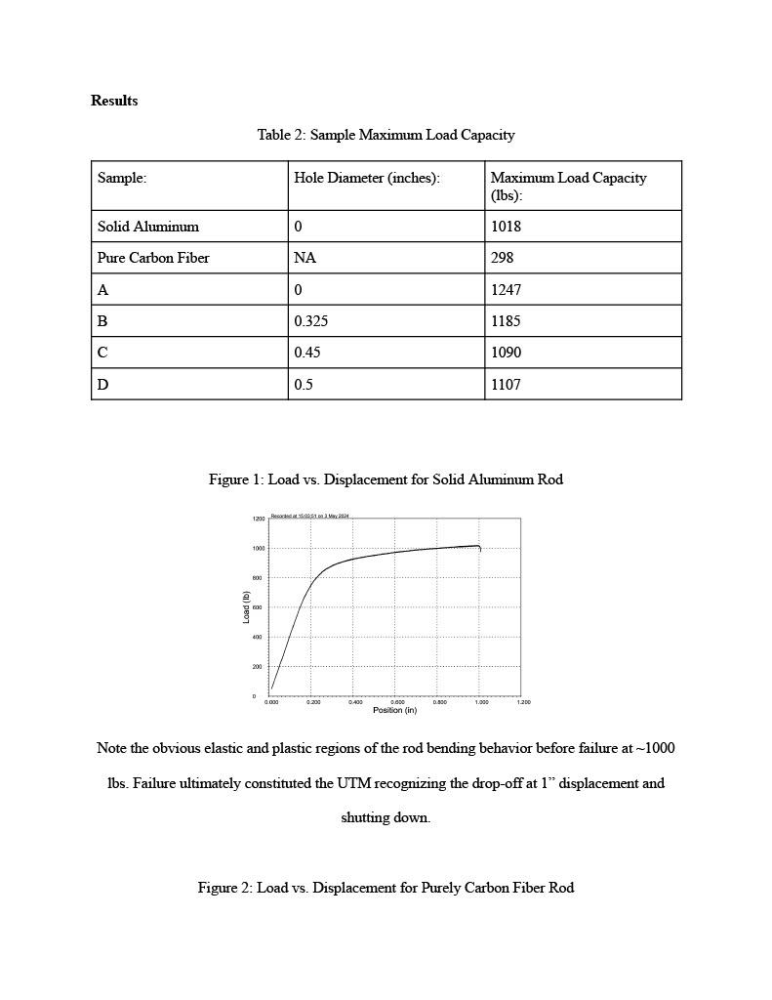 Results
Table 2: Sample Maximum Load Capacity
Sample: Hole Diameter (inches): Maximum Load Capacity (lbs):
Solid Aluminum 0 1018
Pure Carbon Fiber NA 298
A 0 1247
B 0.325 1185
C 0.45 1090
D 0.5 1107
Figure 1: Load vs. Displacement for Solid Aluminum Rod
Recorded at 15:03:51 on 3 May 2024
1200
1000
800
600
400
200
0
Load (lb)
0.000 0.200 0.400 0.600 0.800 1.000 1.200
Position (in)
Note the obvious elastic and plastic regions of the rod bending behavior before failure at ~1000
lbs. Failure ultimately constituted the UTM recognizing the drop-off at 1” displacement and
shutting down.
Figure 2: Load vs. Displacement for Purely Carbon Fiber Rod